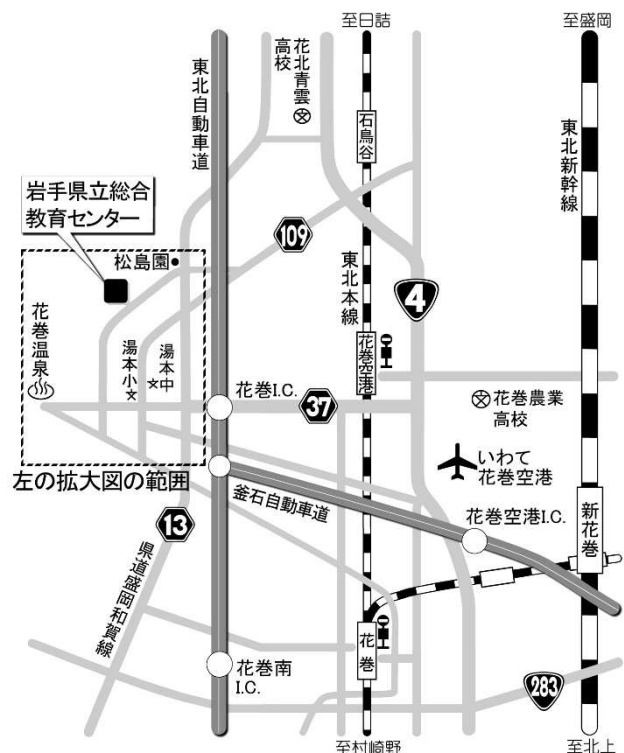 至日詰
至盛岡
東北自動車道
花北青雲
高校
石鳥谷
東北新幹線
岩手県立総合
教育センター
109
松島園
東北本線
4
花巻温泉
湯本小
湯本中
花巻空港
花巻I.C.
37
花巻農業
高校
いわて
花巻空港
左の拡大図の範囲
釜石自動車道
花巻空港I.C.
新花巻
13
県道盛岡和賀線
花巻
花巻南
I.C.
283
至村崎野
至北上